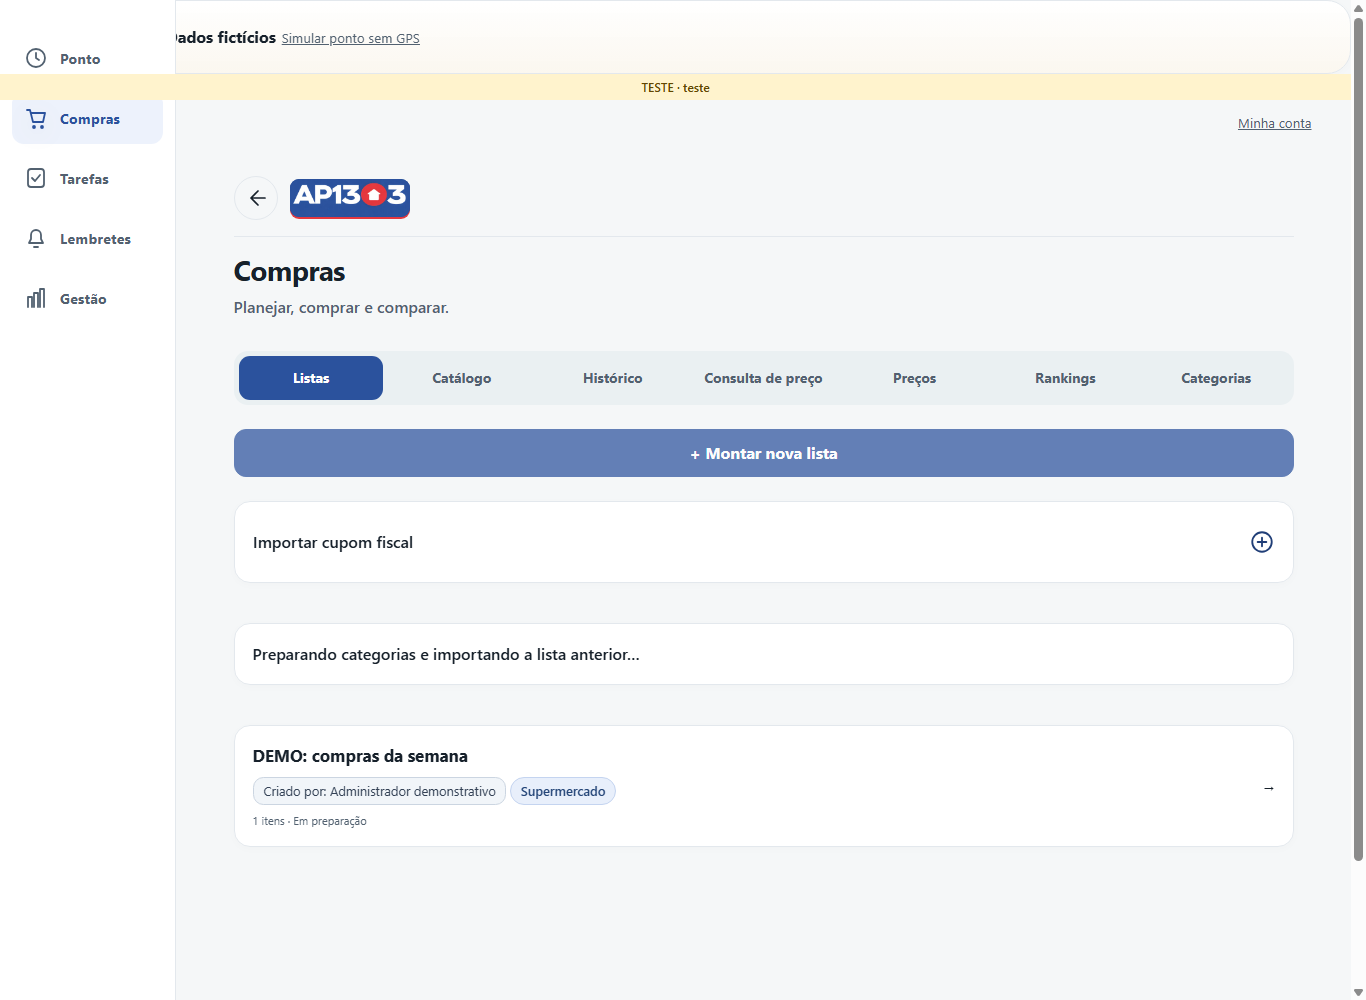 Dados fictícios Simular ponto sem GPS
TESTE · teste
Minha conta
Ponto
Compras
Tarefas
Lembretes
Gestão
AP1303
Compras
Planejar, comprar e comparar.
Listas Catálogo Histórico Consulta de preço Preços Rankings Categorias
+ Montar nova lista
Importar cupom fiscal
Preparando categorias e importando a lista anterior...
DEMO: compras da semana
Criado por: Administrador demonstrativo Supermercado
1 itens · Em preparação